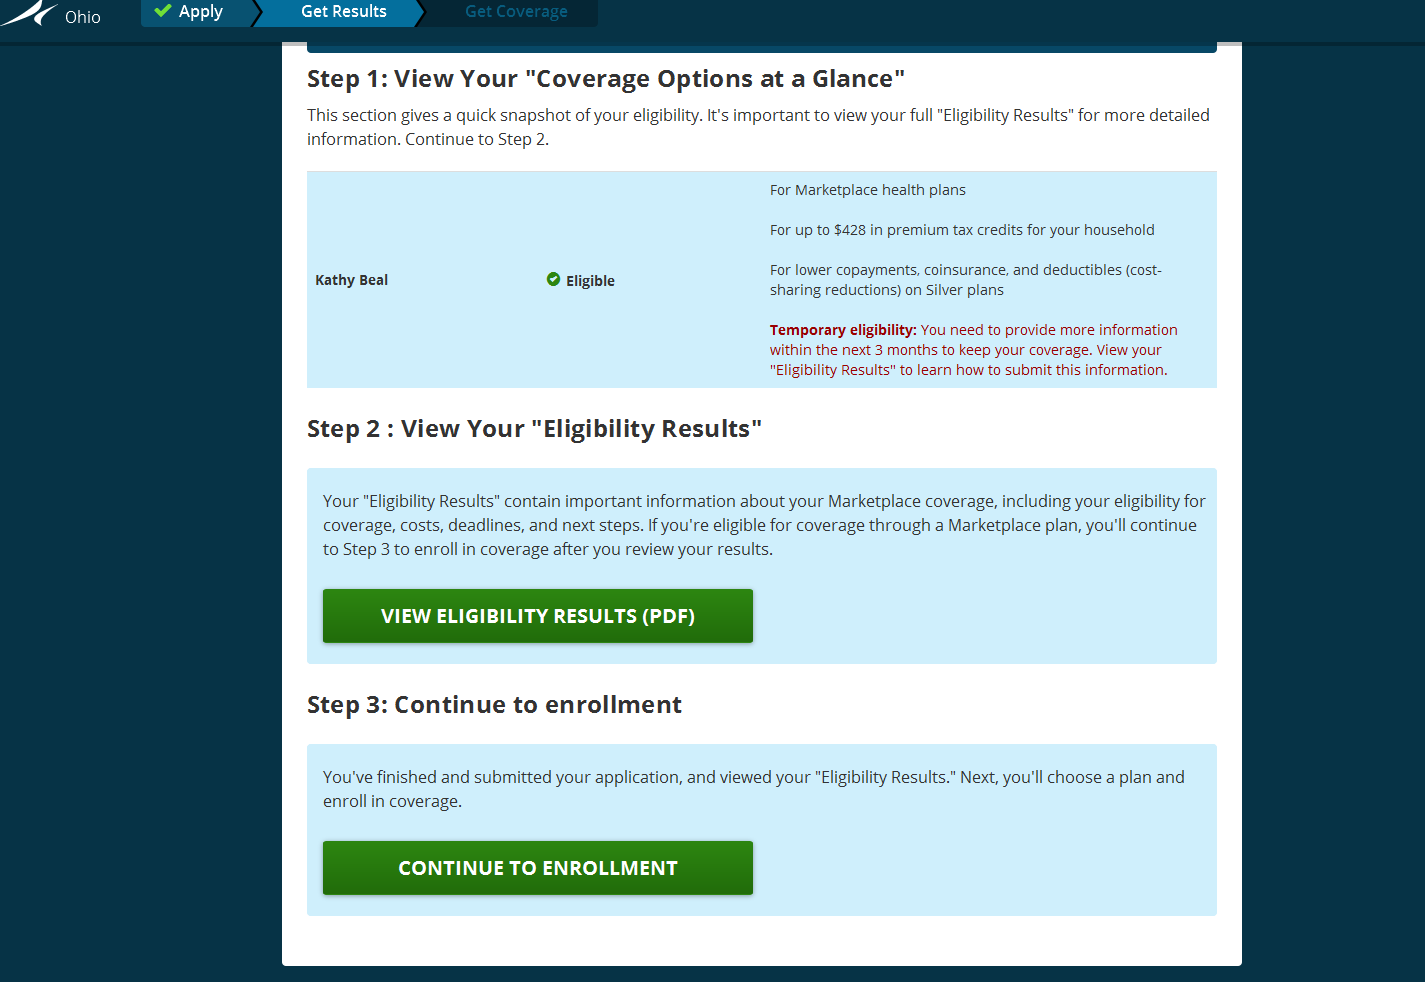 Ohio
Apply
Get Results
Get Coverage
Step 1: View Your "Coverage Options at a Glance"
This section gives a quick snapshot of your eligibility. It's important to view your full "Eligibility Results" for more detailed
information. Continue to Step 2.
Kathy Beal
Eligible
For Marketplace health plans
For up to $428 in premium tax credits for your household
For lower copayments, coinsurance, and deductibles (cost-
sharing reductions) on Silver plans
Temporary eligibility: You need to provide more information
within the next 3 months to keep your coverage. View your
"Eligibility Results" to learn how to submit this information.
Step 2 : View Your "Eligibility Results"
Your "Eligibility Results" contain important information about your Marketplace coverage, including your eligibility for
coverage, costs, deadlines, and next steps. If you're eligible for coverage through a Marketplace plan, you'll continue
to Step 3 to enroll in coverage after you review your results.
VIEW ELIGIBILITY RESULTS (PDF)
Step 3: Continue to enrollment
You've finished and submitted your application, and viewed your "Eligibility Results." Next, you'll choose a plan and
enroll in coverage.
CONTINUE TO ENROLLMENT